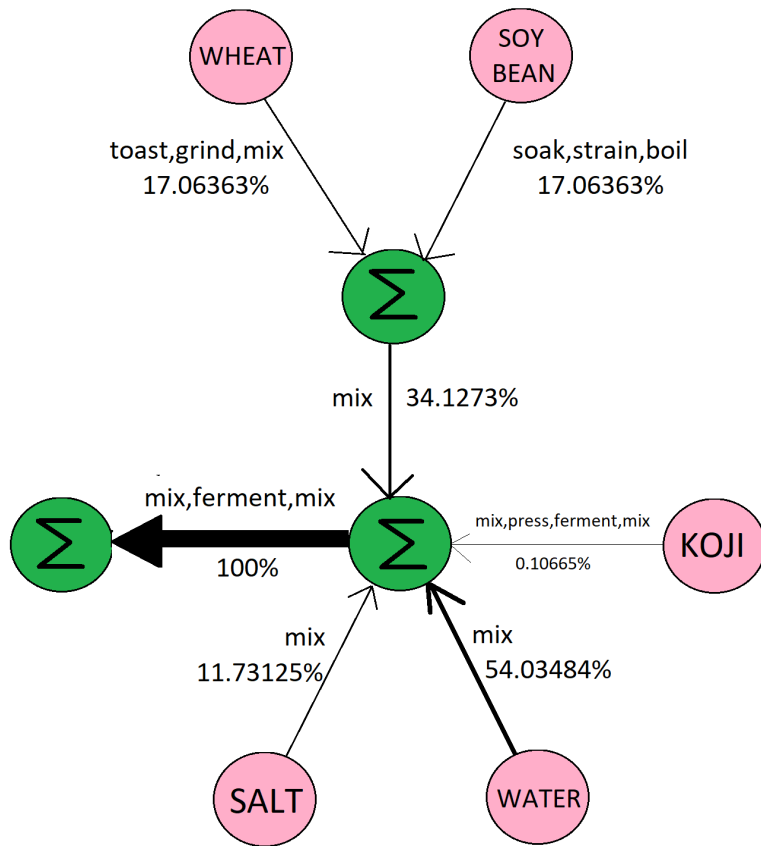 WHEAT
SOY
BEAN
toast,grind,mix
17.06363%
soak,strain,boil
17.06363%
Σ
mix 34.1273%
mix,ferment,mix
100%
Σ
Σ
mix,press,ferment,mix
0.10665%
KOJI
mix
11.73125%
mix
54.03484%
SALT
WATER